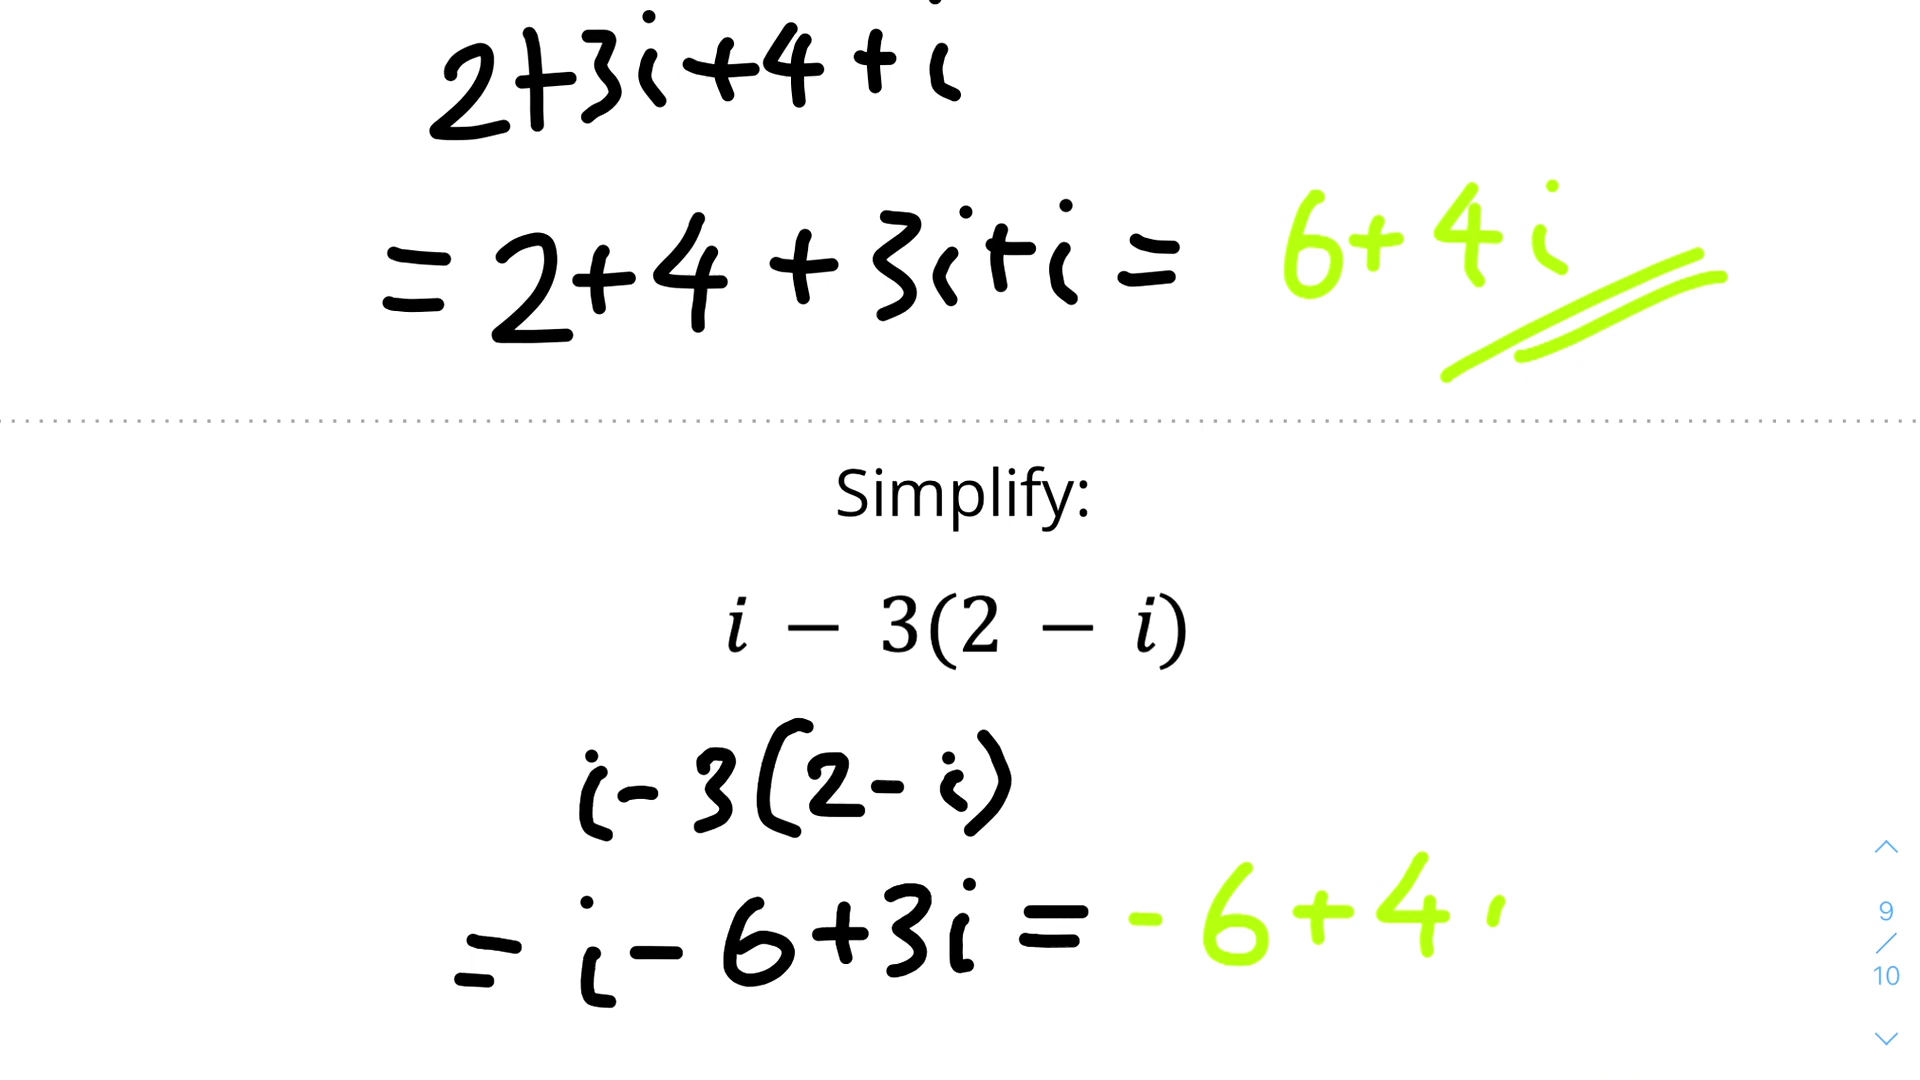 2+3i+4+i
=2+4+3i+i= 6+4i
Simplify:
i − 3(2 − i)
i-3(2-i)
=i-6+3i=-6+4
9
/
10